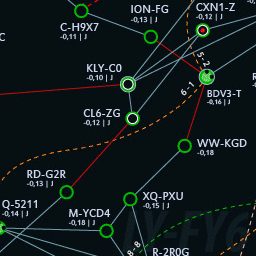 ION-FG
-0,13 | J
CXN1-Z
-0,12 | J
C-H9X7
-0,11 | J
5-2
KLY-C0
-0,10 | J
6-1
BDV3-T
-0,16 | J
CL6-ZG
-0,12 | J
WW-KGD
-0,18
RD-G2R
-0,13 | J
XQ-PXU
-0,15 | J
Q-5211
-0,14 | J
M-YCD4
-0,18 | J
8-8
R-2R0G